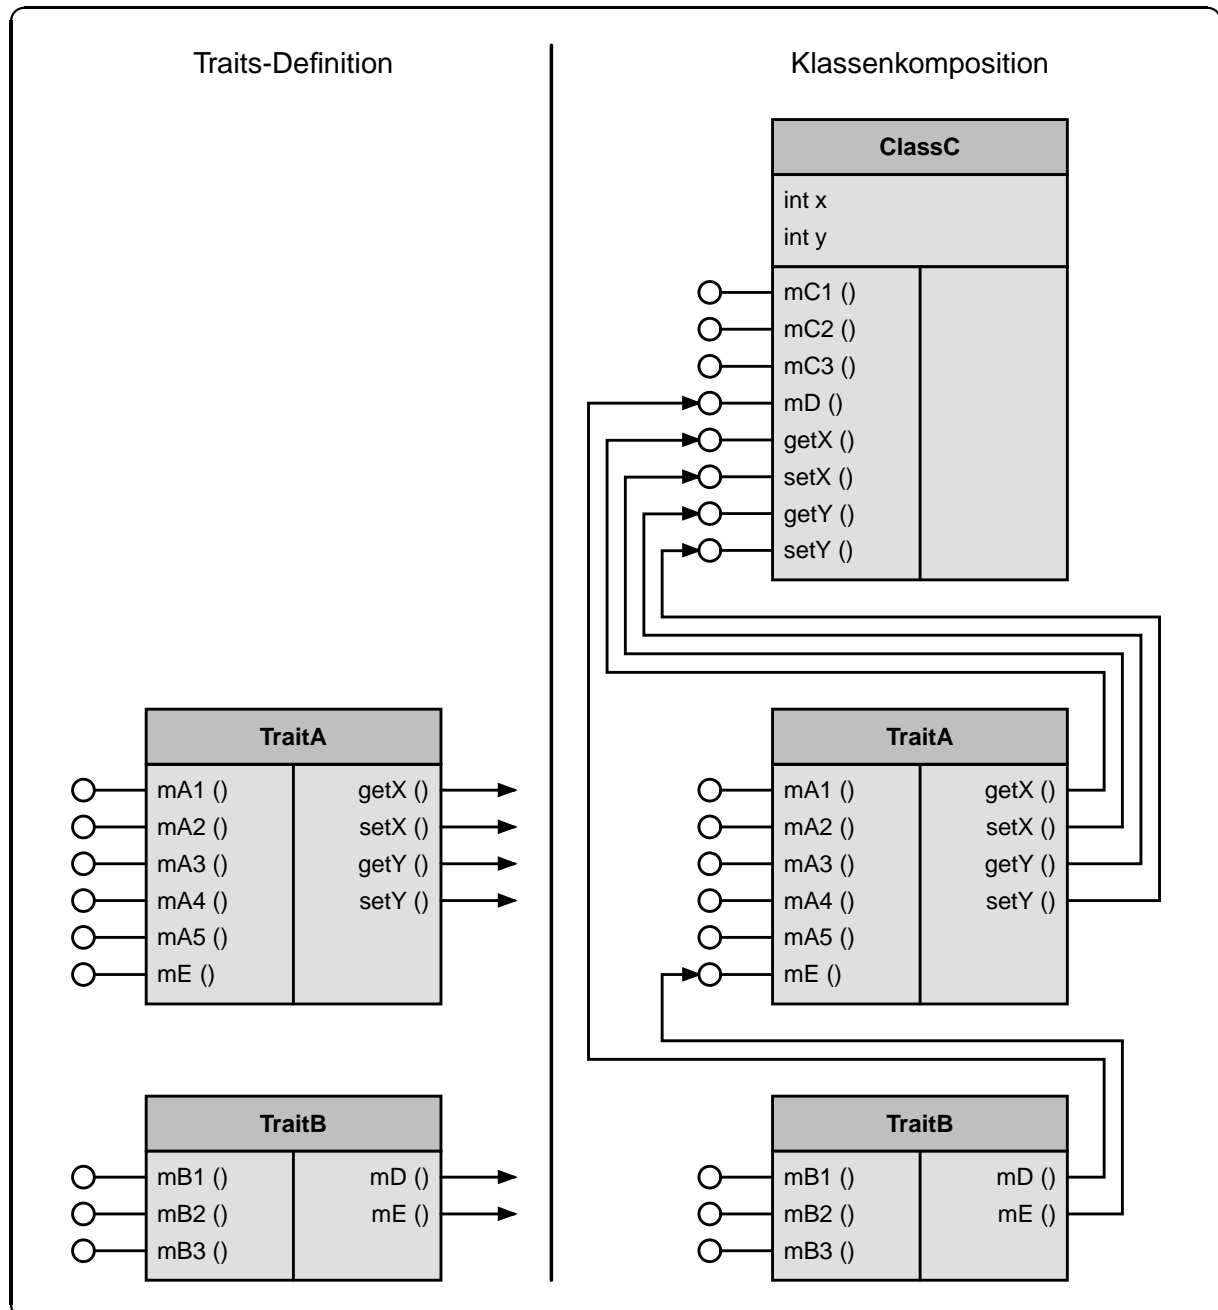 Traits-Definition
TraitA
mA1 () getX ()
mA2 () setX ()
mA3 () getY ()
mA4 () setY ()
mA5 ()
mE ()
TraitB
mB1 () mD ()
mB2 () mE ()
mB3 ()
Klassenkomposition
ClassC
int x
int y
mC1 ()
mC2 ()
mC3 ()
mD ()
getX ()
setX ()
getY ()
setY ()
TraitA
mA1 () getX ()
mA2 () setX ()
mA3 () getY ()
mA4 () setY ()
mA5 ()
mE ()
TraitB
mB1 () mD ()
mB2 () mE ()
mB3 ()